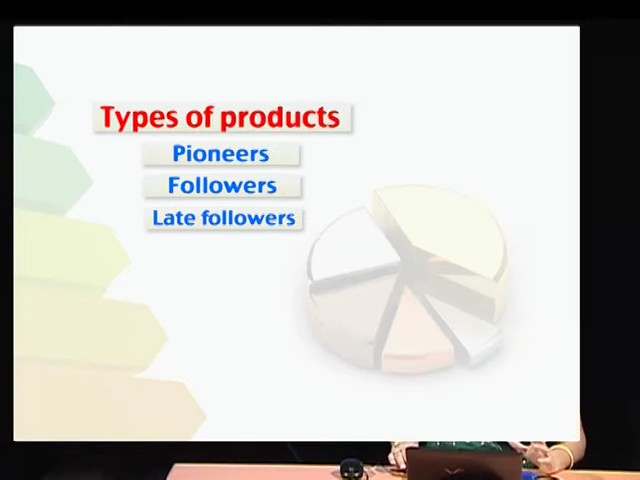 Types of products
Pioneers
Followers
Late followers